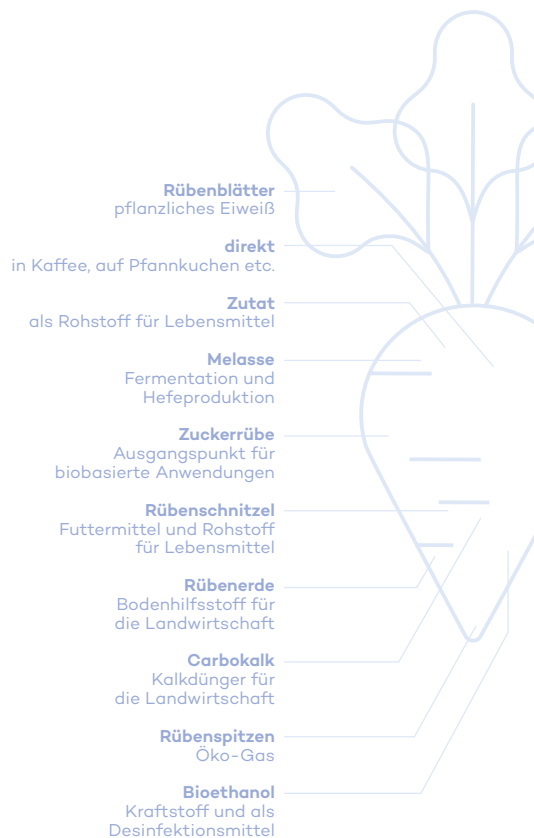 Rübenblätter
pflanzliches Eiweiß
direkt
in Kaffee, auf Pfannkuchen etc.
Zutat
als Rohstoff für Lebensmittel
Melasse
Fermentation und
Hefeproduktion
Zuckerrübe
Ausgangspunkt für
biobasierte Anwendungen
Rübenschnitzel
Futtermittel und Rohstoff
für Lebensmittel
Rübenerde
Bodenhilfsstoff für
die Landwirtschaft
Carbokalk
Kalkdünger für
die Landwirtschaft
Rübenspitzen
Öko-Gas
Bioethanol
Kraftstoff und als
Desinfektionsmittel